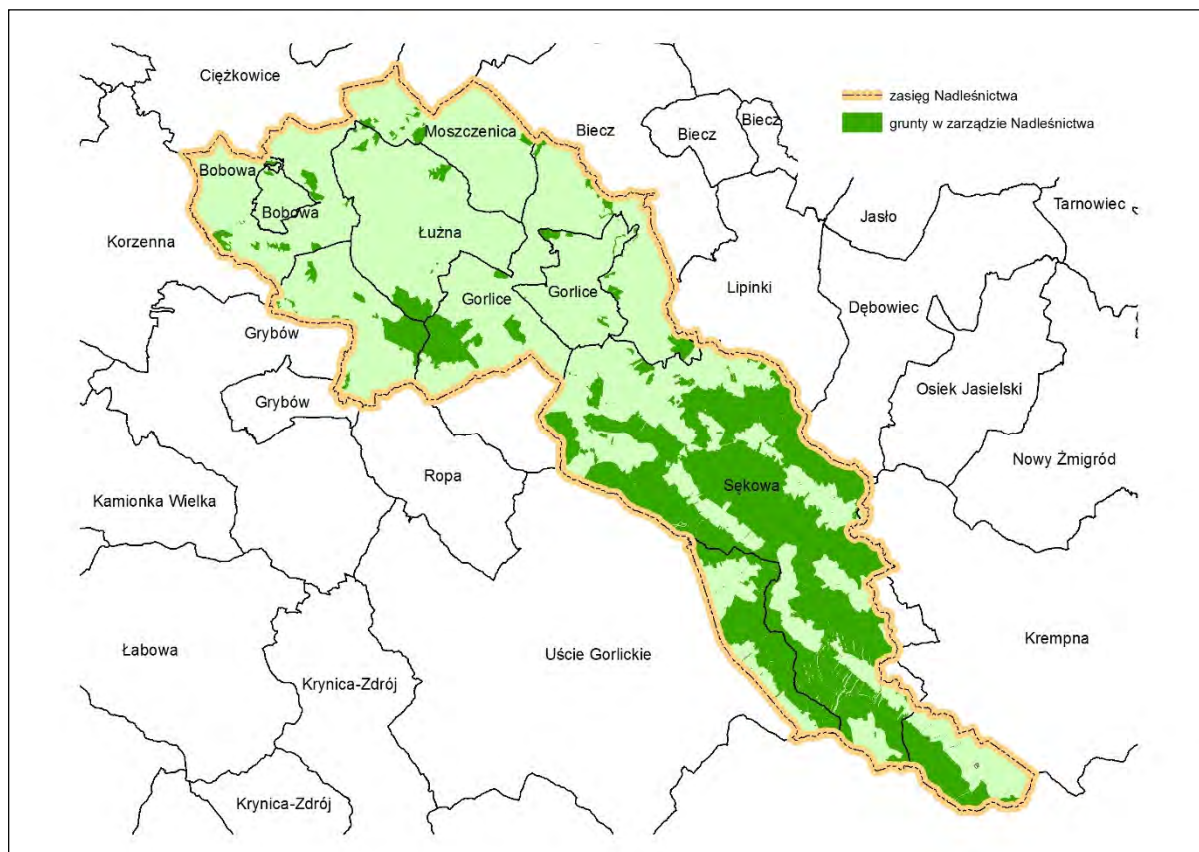 Ciężkowice
zasięg Nadleśnictwa
grunty w zarządzie Nadleśnictwa
Moszczenica
Biecz
Biecz
Biecz
Bobowa
Bobowa
Jasło
Tarnowiec
Korzenna
Łużna
Lipinki
Gorlice
Gorlice
Dębowiec
Grybów
Osiek Jasielski
Grybów
Nowy Żmigród
Ropa
Sękowa
Kamionka Wielka
Łabowa
Uście Gorlickie
Krempna
Krynica-Zdrój
Krynica-Zdrój